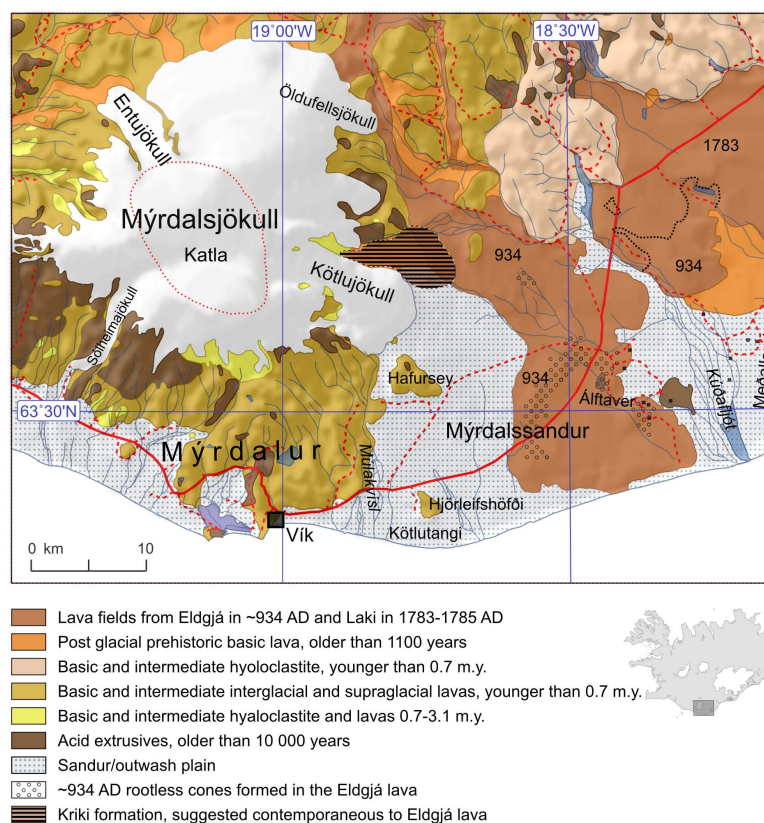 19°00'W
18°30'W
Öldufellsjökull
Entujökull
1783
Mýrdalsjökull
Katla
934
934
Kötlujökull
Sólheimajökull
Hafursey
934
Álftaver
63°30'N
Mýrdalssandur
Kúðafljót
Meðall
Mýrdalur
Múlakvísl
Hjörleifshöfði
Kötlutangi
Vík
0 km 10
Lava fields from Eldgjá in ~934 AD and Laki in 1783-1785 AD
Post glacial prehistoric basic lava, older than 1100 years
Basic and intermediate hyoloclastite, younger than 0.7 m.y.
Basic and intermediate interglacial and supraglacial lavas, younger than 0.7 m.y.
Basic and intermediate hyaloclastite and lavas 0.7-3.1 m.y.
Acid extrusives, older than 10 000 years
Sandur/outwash plain
~934 AD rootless cones formed in the Eldgjá lava
Kriki formation, suggested contemporaneous to Eldgjá lava